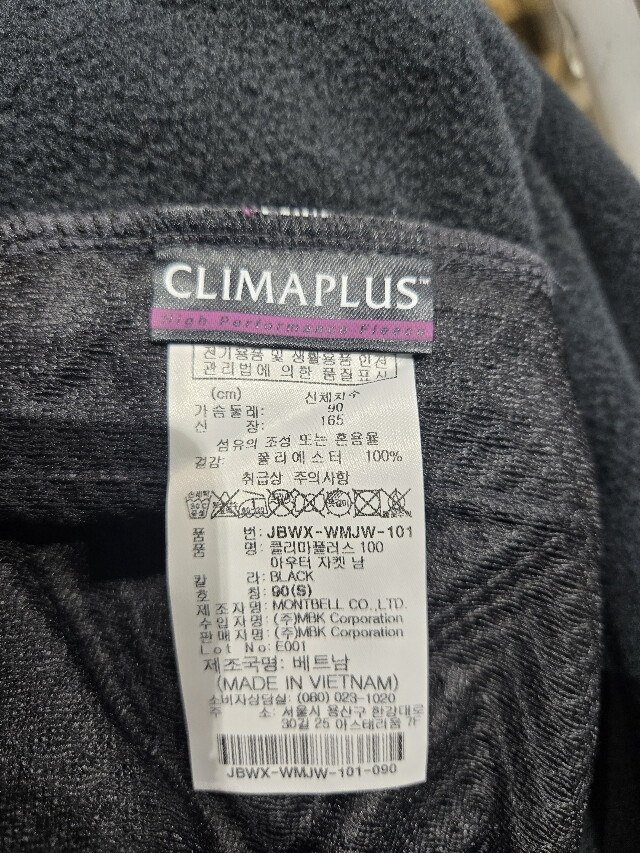 CLIMAPLUS™
High Performance Fleece
전기용품 및 생활용품 안전
관리법에 의한 품질표시
(cm) 신체치수
가슴둘레: 90
신 장: 165
섬유의 조성 또는 혼용율
겉감: 폴리에스터 100%
취급상 주의사항
품 번: JBWX-WMJW-101
품 명: 클리마플러스 100
아우터 자켓 남
칼 라: BLACK
호 칭: 90(S)
제조자명: MONTBELL CO.,LTD.
수입자명: (주)MBK Corporation
판매자명: (주)MBK Corporation
Lot No: E001
제조국명: 베트남
(MADE IN VIETNAM)
소비자상담실: (080) 023-1020
주 소: 서울시 용산구 한강대로
30길 25 아스테리움
JBWX-WMJW-101-090